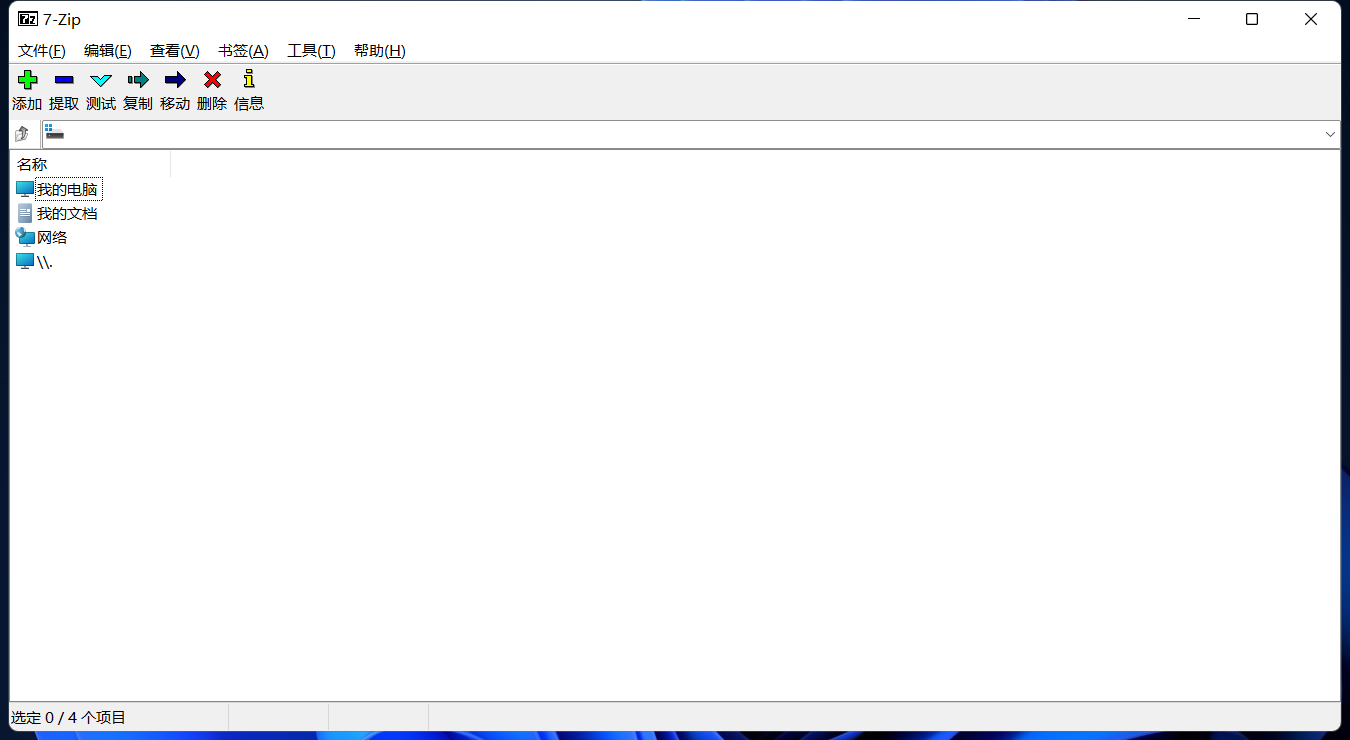 7-Zip
文件(F) 编辑(E) 查看(V) 书签(A) 工具(T) 帮助(H)
添加 提取 测试 复制 移动 删除 信息
名称
我的电脑
我的文档
网络
\\.
选定 0 / 4 个项目